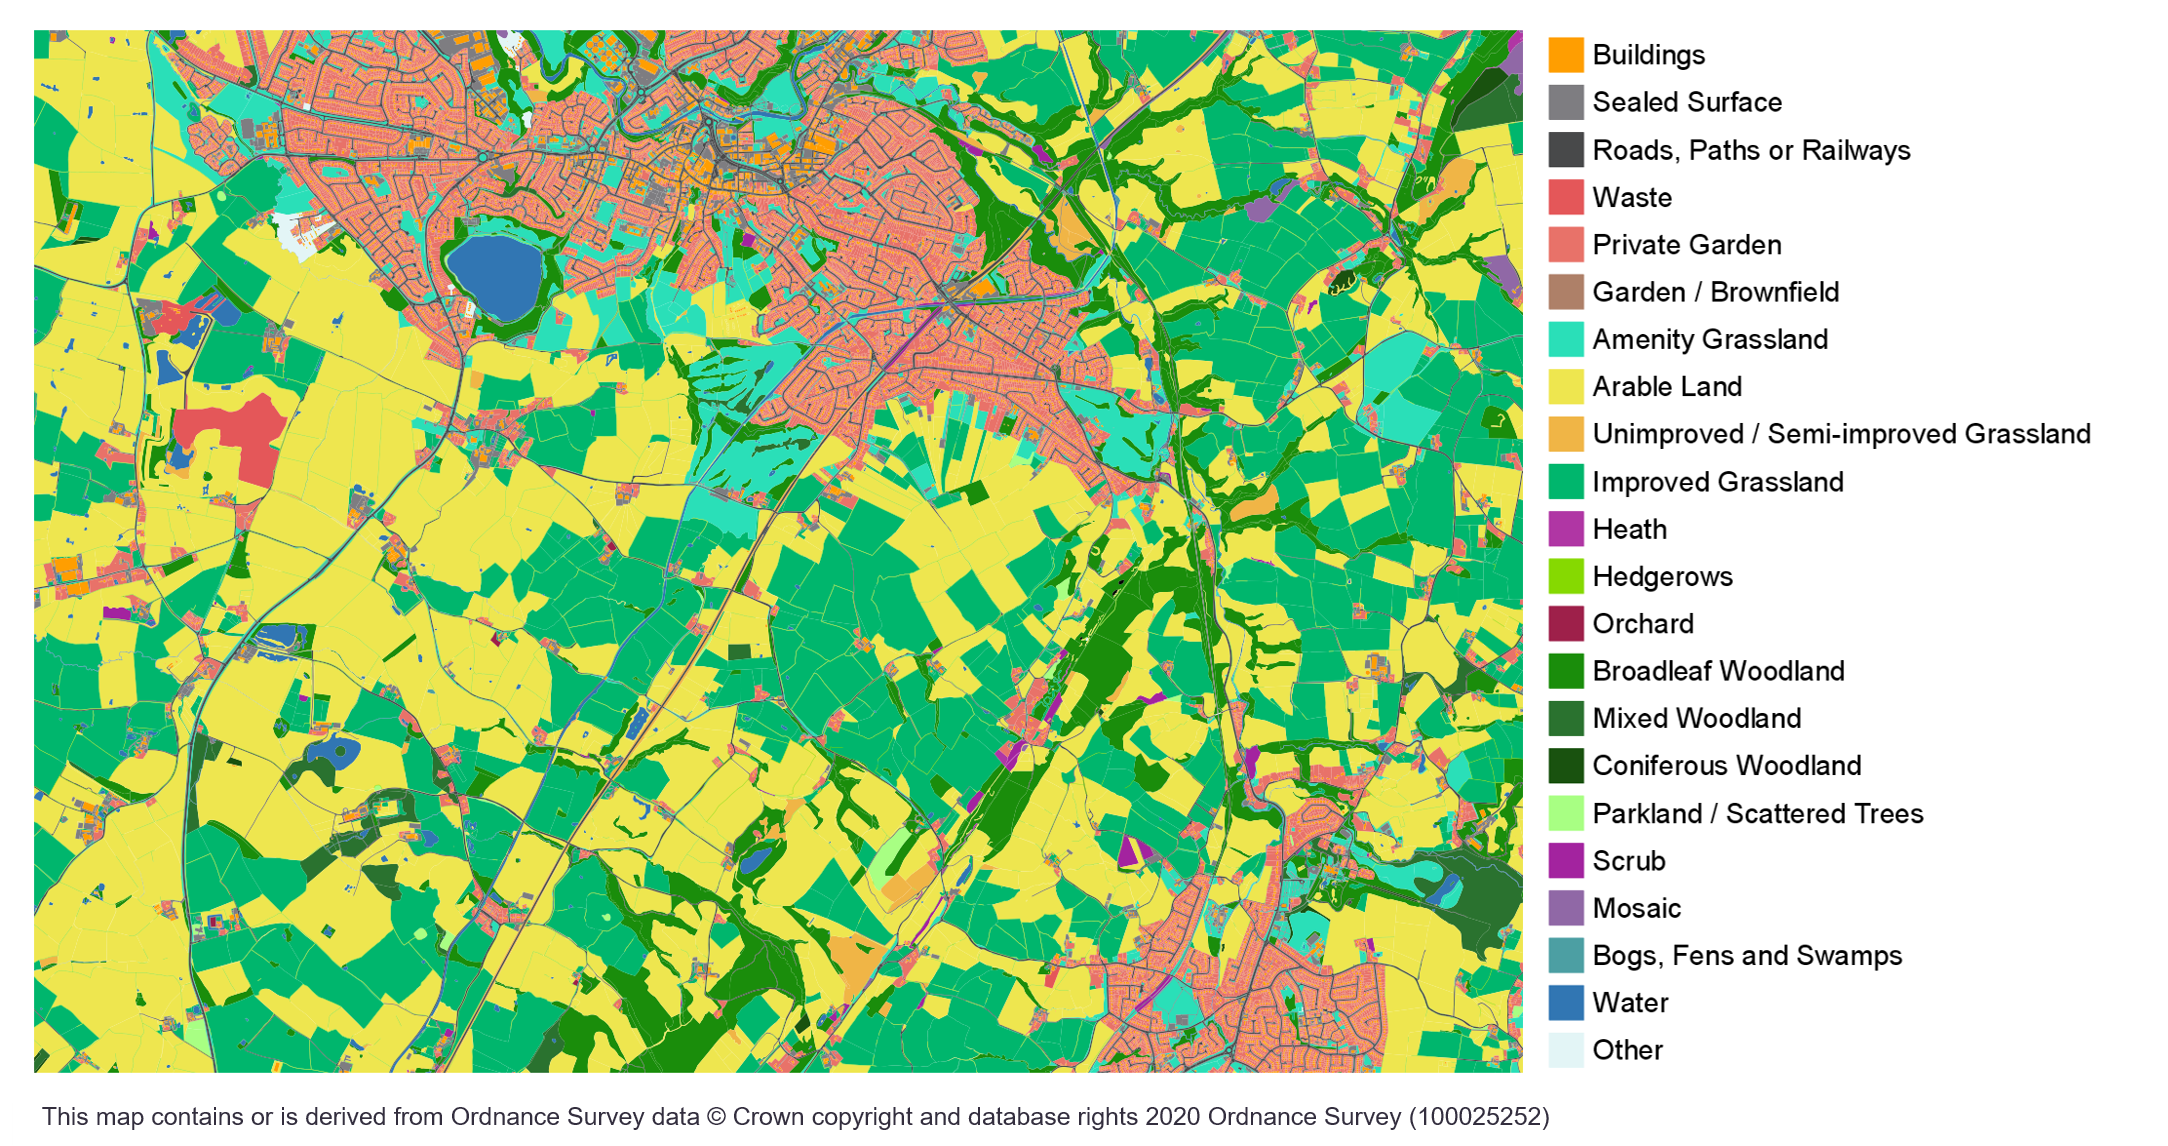 Buildings
Sealed Surface
Roads, Paths or Railways
Waste
Private Garden
Garden / Brownfield
Amenity Grassland
Arable Land
Unimproved / Semi-improved Grassland
Improved Grassland
Heath
Hedgerows
Orchard
Broadleaf Woodland
Mixed Woodland
Coniferous Woodland
Parkland / Scattered Trees
Scrub
Mosaic
Bogs, Fens and Swamps
Water
Other
This map contains or is derived from Ordnance Survey data © Crown copyright and database rights 2020 Ordnance Survey (100025252)